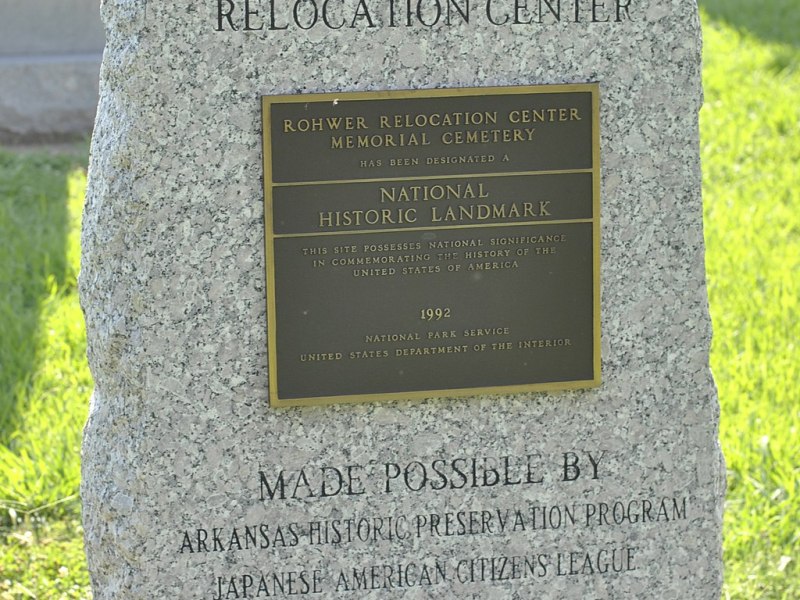 RELOCATION CENTER
ROHWER RELOCATION CENTER
MEMORIAL CEMETERY
HAS BEEN DESIGNATED A
NATIONAL
HISTORIC LANDMARK
THIS SITE POSSESSES NATIONAL SIGNIFICANCE
IN COMMEMORATING THE HISTORY OF THE
UNITED STATES OF AMERICA
1992
NATIONAL PARK SERVICE
UNITED STATES DEPARTMENT OF THE INTERIOR
MADE POSSIBLE BY
ARKANSAS HISTORIC PRESERVATION PROGRAM
JAPANESE AMERICAN CITIZENS LEAGUE